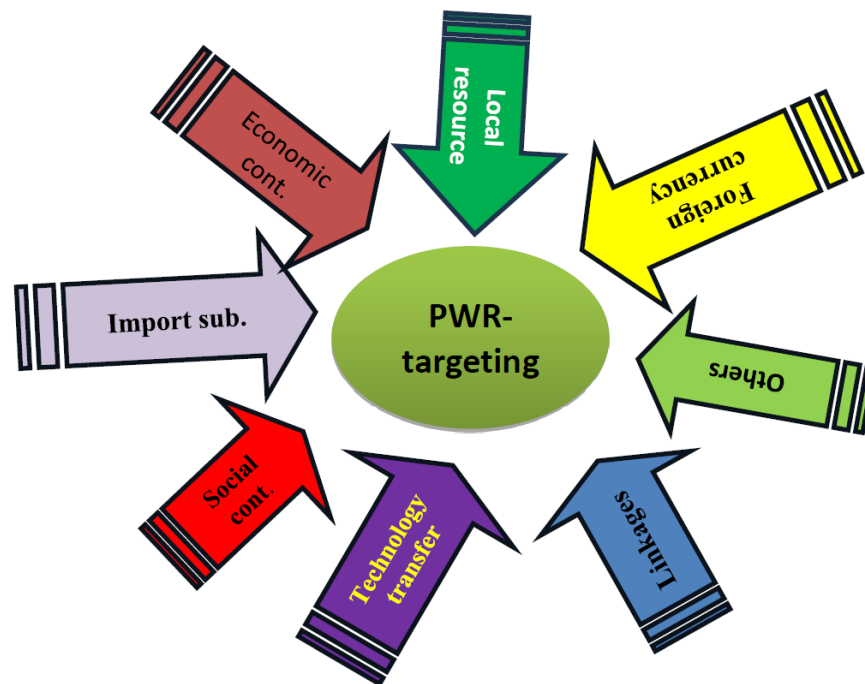 Local
resource
Foreign
currency
Others
Linkages
Technology
transfer
Social
cont.
Import sub.
Economic
cont.
PWR-
targeting